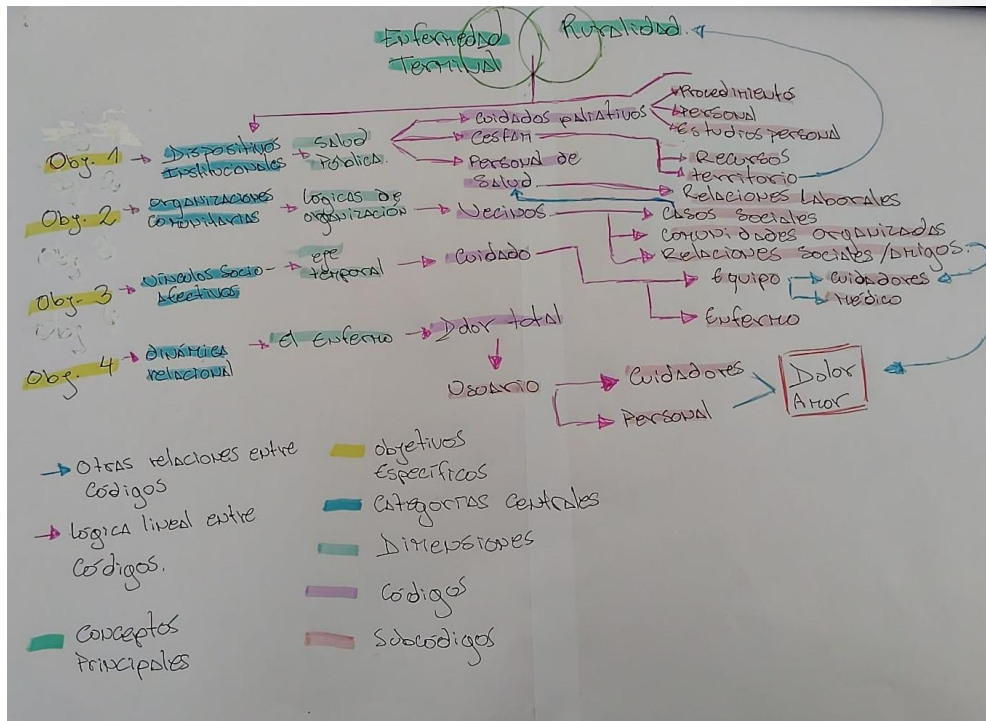 Enfermedad
Terminal
Ruralidad.
Obj. 1
Dispositivos
Institucionales
Salud
Pública.
Cuidados paliativos
Procedimientos
Personal
Estudios personal
Cesfam
Recursos
territorio
Personal de
Salud
Obj. 2
organizaciones
comunitarias
Logicas de
organización
Vecinos
Relaciones Laborales
Casos Sociales
Comunidades organizadas
Relaciones Sociales/Amigos.
Obj. 3
Vínculos Socio-
Afectivos
eje
temporal
Cuidado
Equipo
Cuidadores
Médico
Enfermo
Obj. 4
dinámica
relacional
El Enfermo
Dolor total
Usuario
Cuidadores
Personal
Dolor
Amor
Otras relaciones entre
Códigos
Lógica lineal entre
Códigos.
Conceptos
Principales
Objetivos
Específicos
Categorías Centrales
Dimensiones
Códigos
Subcódigos